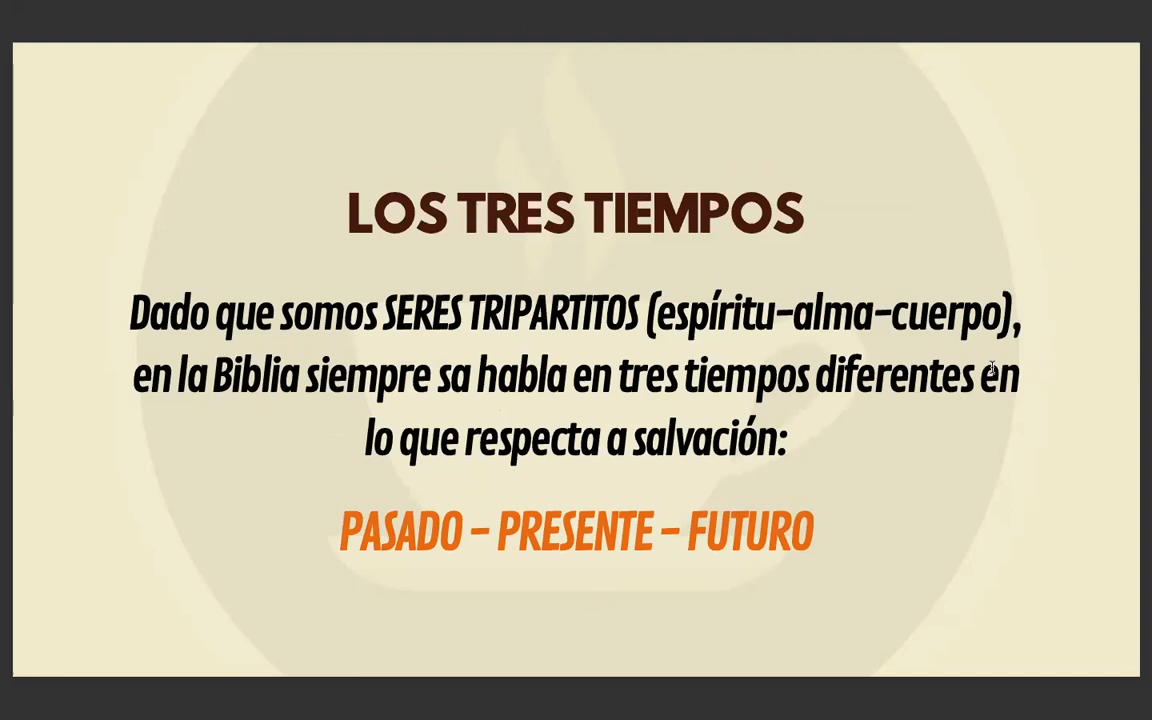 LOS TRES TIEMPOS
Dado que somos SERES TRIPARTITOS (espíritu-alma-cuerpo),
en la Biblia siempre sa habla en tres tiempos diferentes en
lo que respecta a salvación:
PASADO - PRESENTE - FUTURO